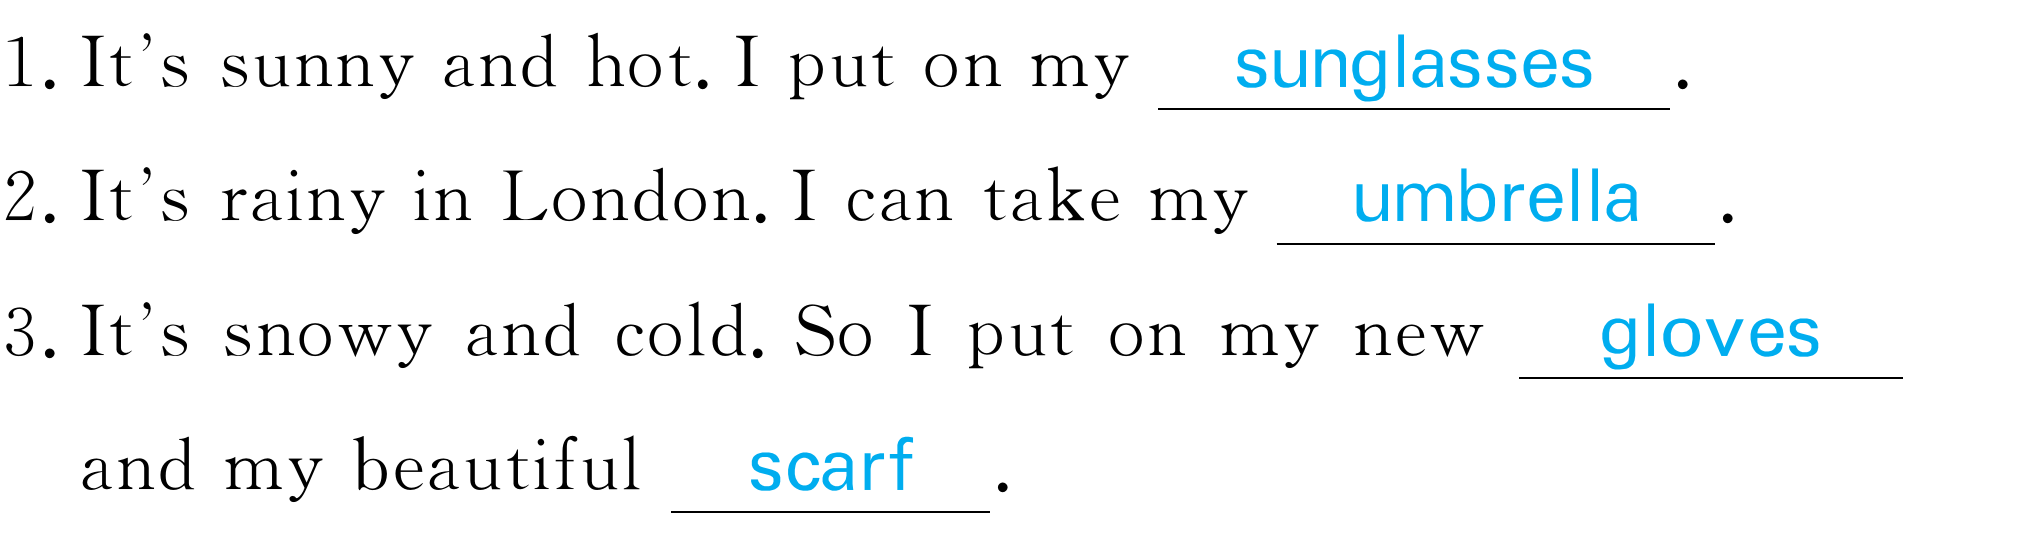 1. It’s sunny and hot. I put on my sunglasses.
2. It’s rainy in London. I can take my umbrella.
3. It’s snowy and cold. So I put on my new gloves
and my beautiful scarf.